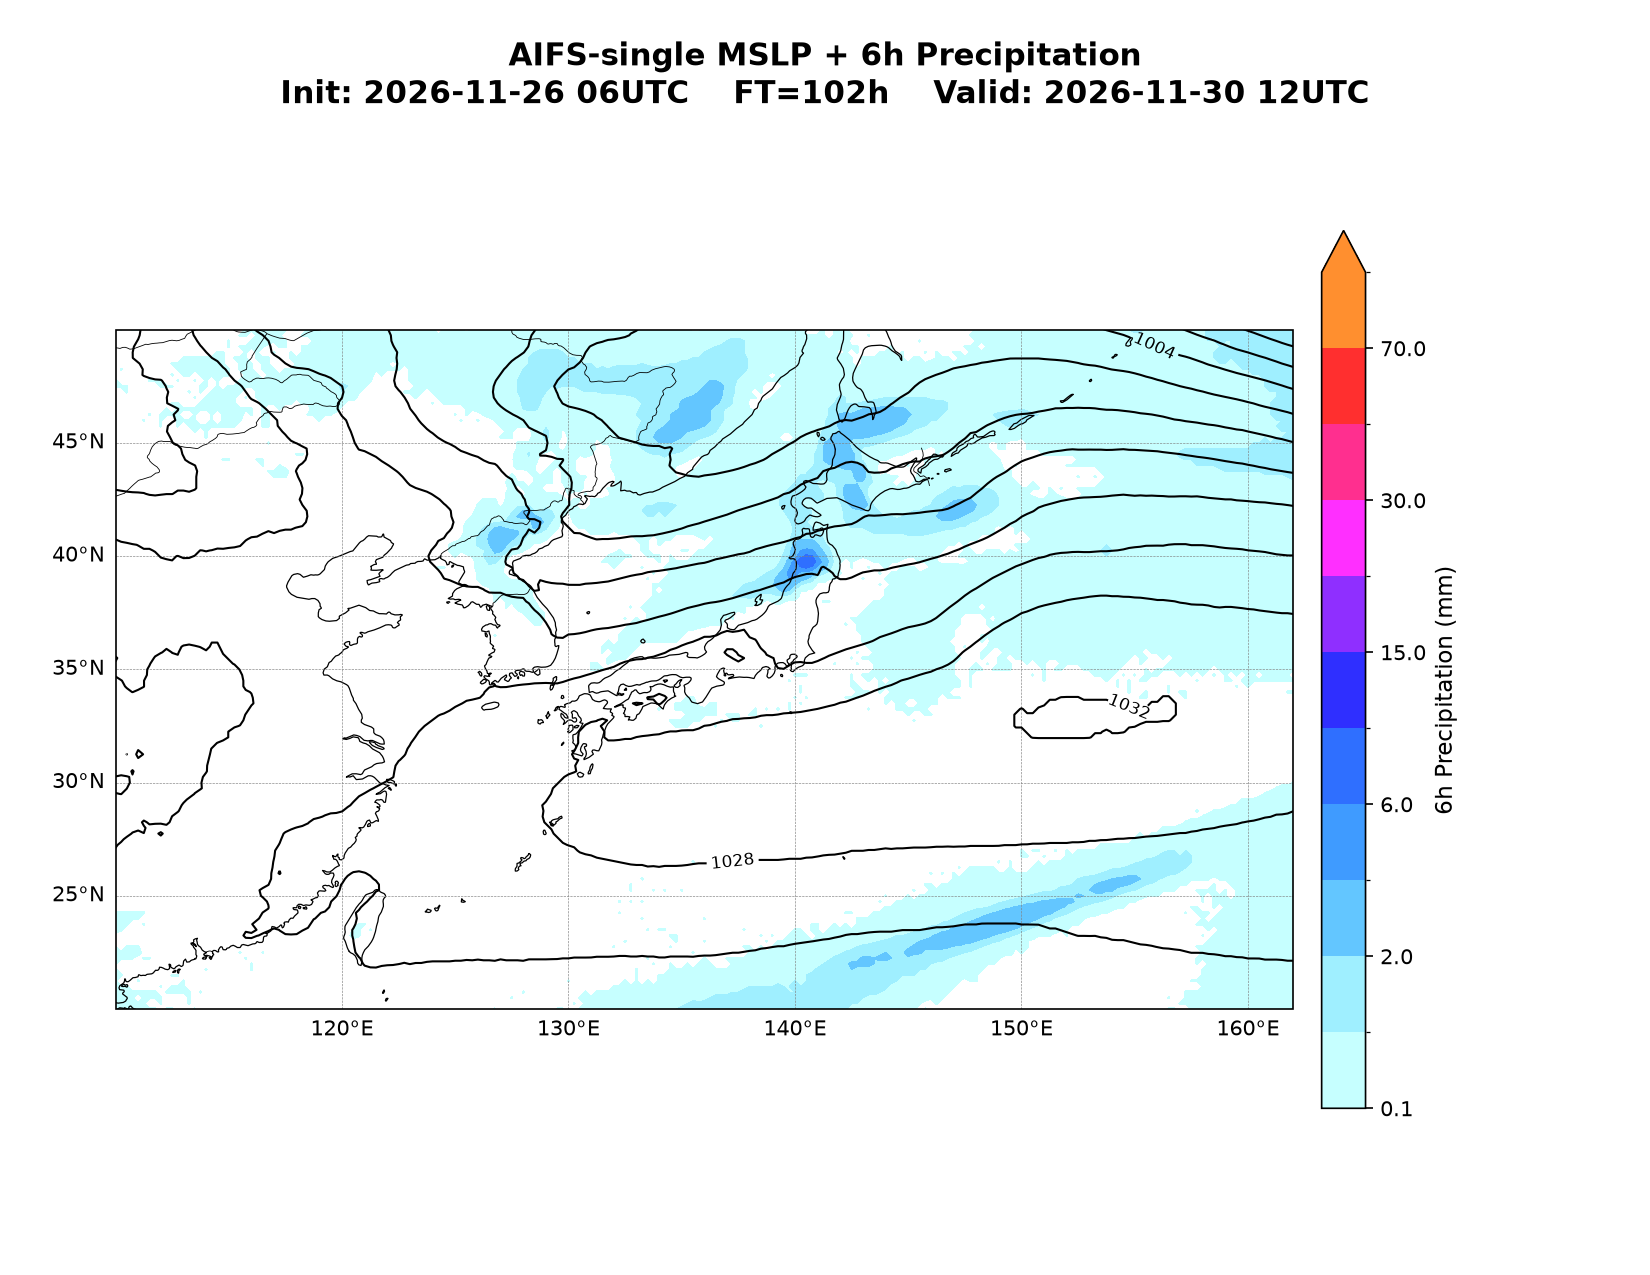 AIFS-single MSLP + 6h Precipitation
Init: 2026-11-26 06UTC    FT=102h    Valid: 2026-11-30 12UTC
1004
1032
1028
45°N
40°N
35°N
30°N
25°N
120°E
130°E
140°E
150°E
160°E
70.0
30.0
15.0
6.0
2.0
0.1
6h Precipitation (mm)